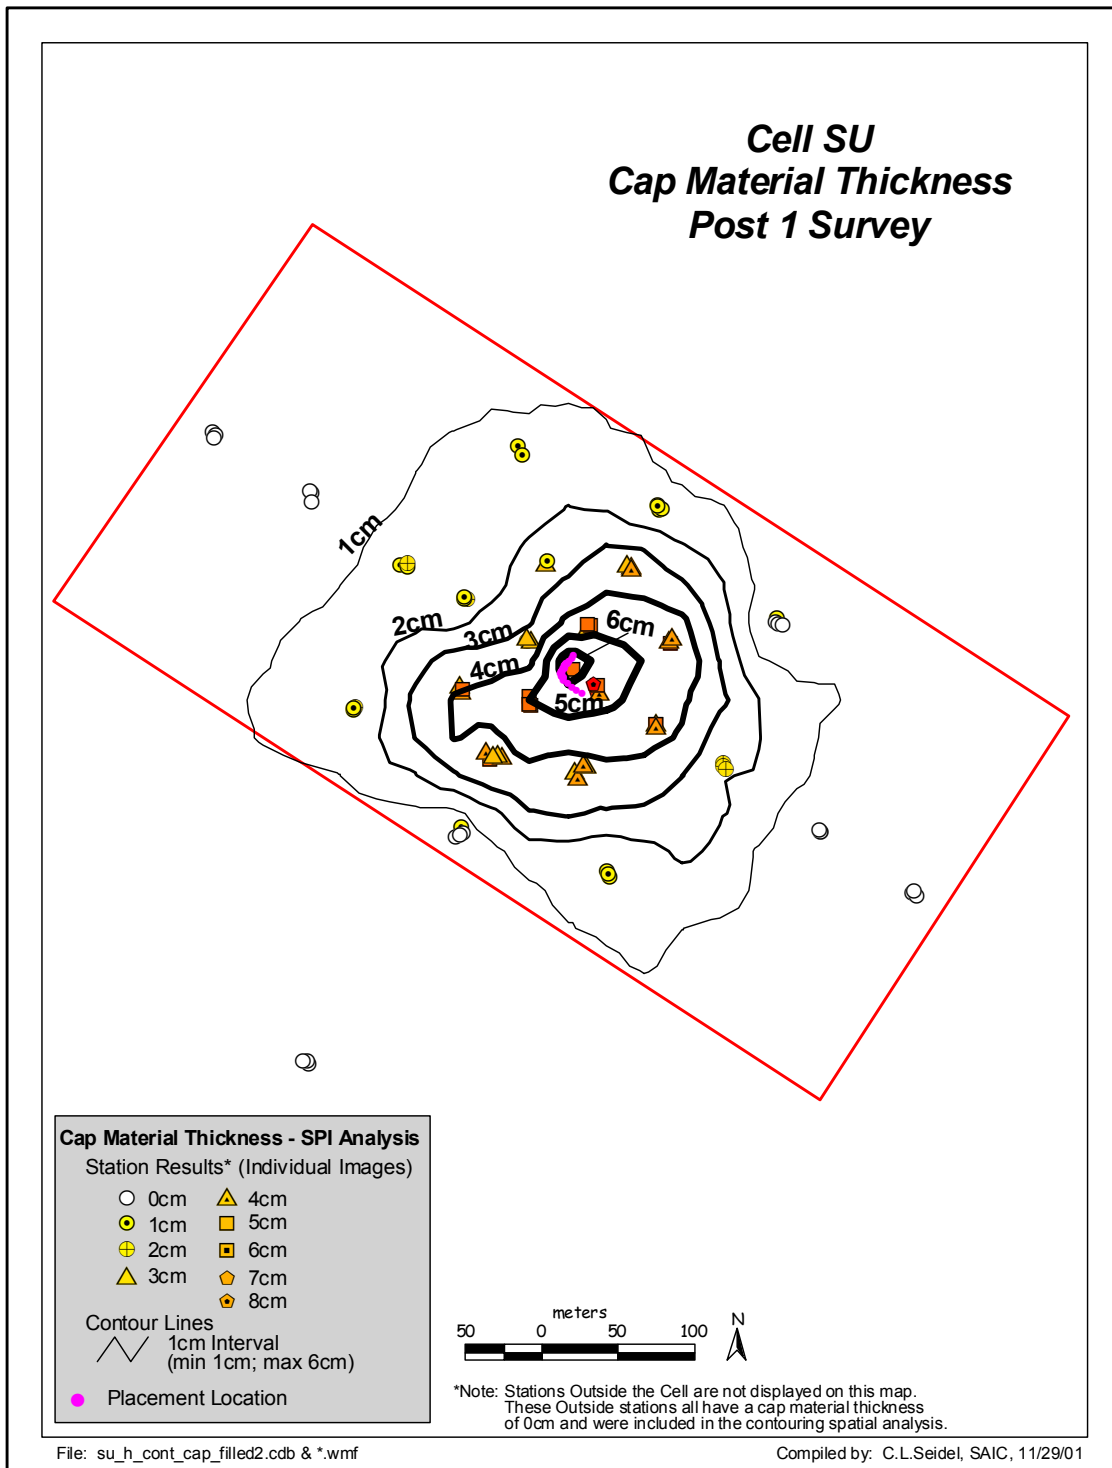 Cell SU
Cap Material Thickness
Post 1 Survey
1cm
2cm
3cm
4cm
5cm
6cm
Cap Material Thickness - SPI Analysis
Station Results* (Individual Images)
0cm
1cm
2cm
3cm
4cm
5cm
6cm
7cm
8cm
Contour Lines
1cm Interval
(min 1cm; max 6cm)
Placement Location
meters
50 0 50 100
N
*Note: Stations Outside the Cell are not displayed on this map.
These Outside stations all have a cap material thickness
of 0cm and were included in the contouring spatial analysis.
File: su_h_cont_cap_filled2.cdb & *.wmf
Compiled by: C.L.Seidel, SAIC, 11/29/01